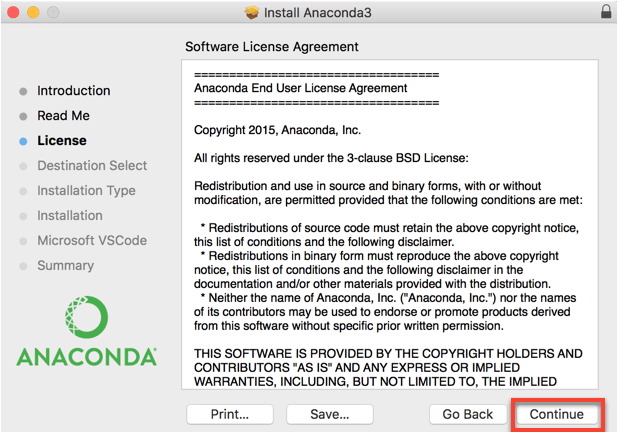 Install Anaconda3
Software License Agreement
Introduction
Read Me
License
Destination Select
Installation Type
Installation
Microsoft VSCode
Summary
ANACONDA®
===================================
Anaconda End User License Agreement
===================================
Copyright 2015, Anaconda, Inc.
All rights reserved under the 3-clause BSD License:
Redistribution and use in source and binary forms, with or without
modification, are permitted provided that the following conditions are met:
* Redistributions of source code must retain the above copyright notice,
this list of conditions and the following disclaimer.
* Redistributions in binary form must reproduce the above copyright
notice, this list of conditions and the following disclaimer in the
documentation and/or other materials provided with the distribution.
* Neither the name of Anaconda, Inc. ("Anaconda, Inc.") nor the names
of its contributors may be used to endorse or promote products derived
from this software without specific prior written permission.
THIS SOFTWARE IS PROVIDED BY THE COPYRIGHT HOLDERS AND
CONTRIBUTORS "AS IS" AND ANY EXPRESS OR IMPLIED
WARRANTIES, INCLUDING, BUT NOT LIMITED TO, THE IMPLIED
Print...
Save...
Go Back
Continue